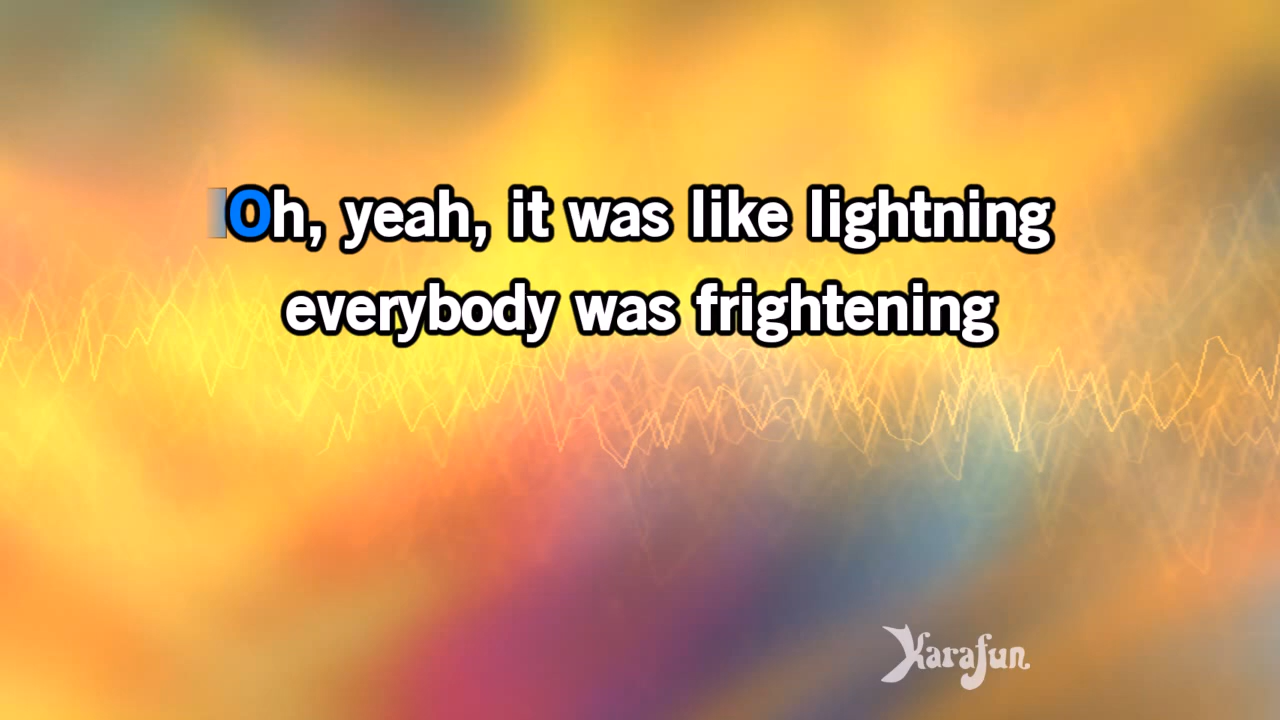 Oh, yeah, it was like lightning
everybody was frightening
Karafun